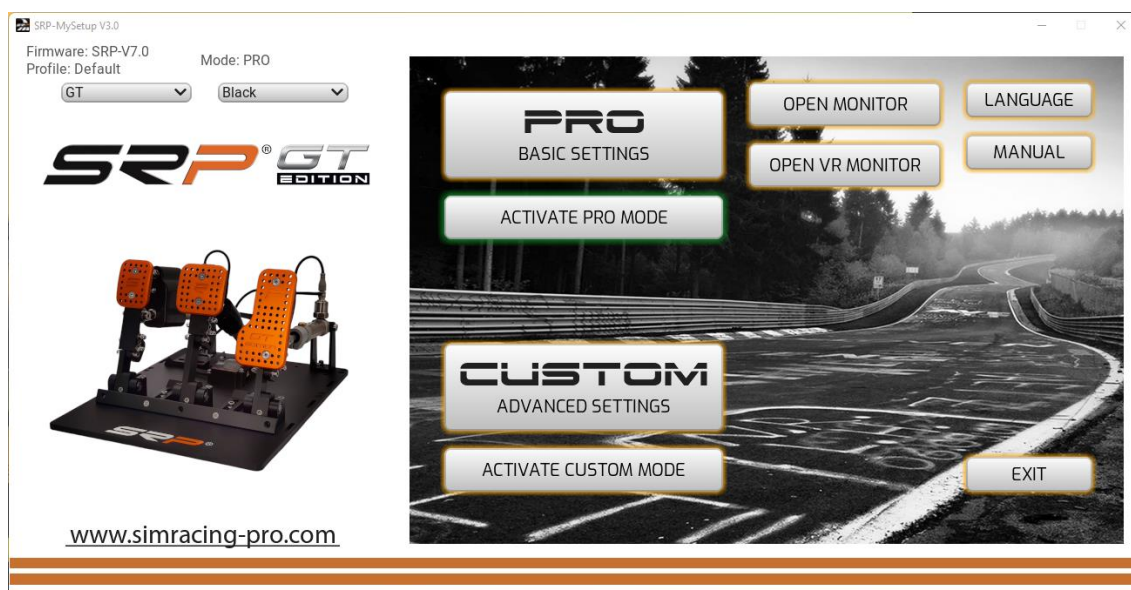 SRP-MySetup V3.0
Firmware: SRP-V7.0
Profile: Default
Mode: PRO
GT
Black
SRP® GT
EDITION
SRP®
www.simracing-pro.com
PRO
BASIC SETTINGS
ACTIVATE PRO MODE
OPEN MONITOR
OPEN VR MONITOR
LANGUAGE
MANUAL
CUSTOM
ADVANCED SETTINGS
ACTIVATE CUSTOM MODE
EXIT